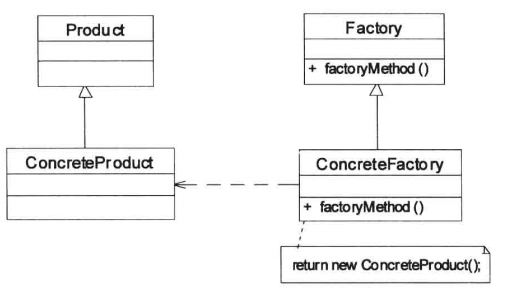 Product
Factory
+ factoryMethod ()
ConcreteProduct
ConcreteFactory
+ factoryMethod ()
return new ConcreteProduct();